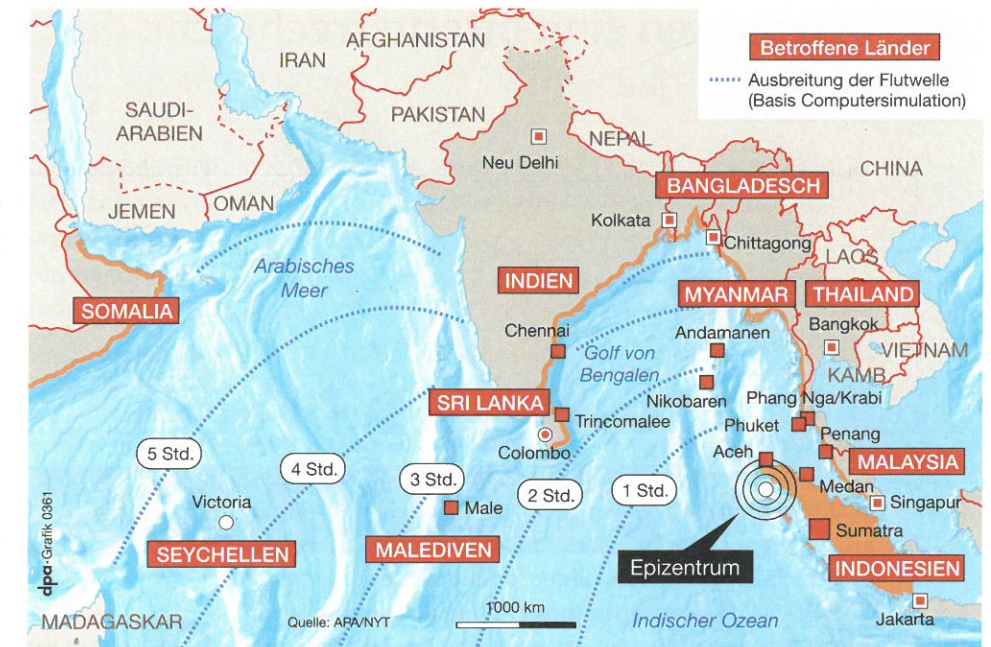 Betroffene Länder
Ausbreitung der Flutwelle
(Basis Computersimulation)
AFGHANISTAN
IRAN
PAKISTAN
SAUDI-
ARABIEN
NEPAL
CHINA
Neu Delhi
JEMEN
OMAN
BANGLADESCH
Kolkata
Chittagong
LAOS
Arabisches
Meer
INDIEN
MYANMAR
THAILAND
SOMALIA
Chennai
Andamanen
Bangkok
VIETNAM
Golf von
Bengalen
KAMB
Nikobaren
Phang Nga/Krabi
SRI LANKA
Trincomalee
Phuket
Penang
Colombo
Aceh
MALAYSIA
5 Std.
4 Std.
3 Std.
2 Std.
1 Std.
Medan
Singapur
Victoria
Male
Sumatra
SEYCHELLEN
MALEDIVEN
Epizentrum
INDONESIEN
dpa·Grafik 0361
MADAGASKAR
Quelle: APA/NYT
1000 km
Indischer Ozean
Jakarta